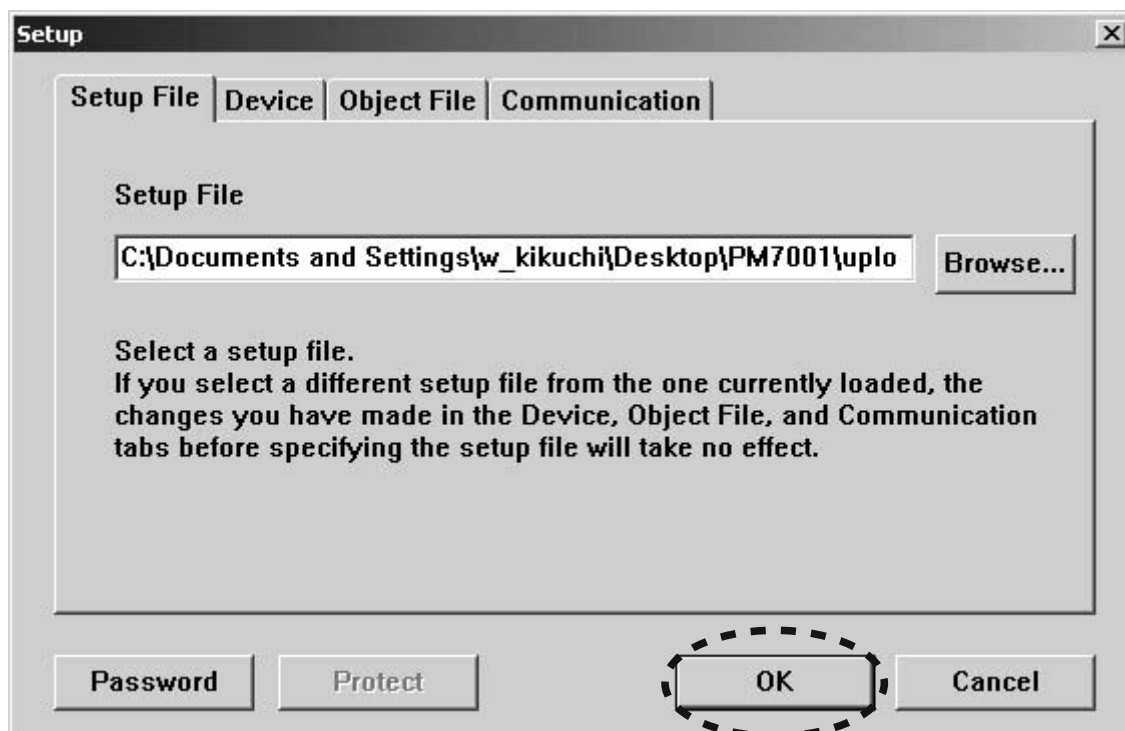 Setup
Setup File Device Object File Communication
Setup File
C:\Documents and Settings\w_kikuchi\Desktop\PM7001\uplo
Browse...
Select a setup file.
If you select a different setup file from the one currently loaded, the
changes you have made in the Device, Object File, and Communication
tabs before specifying the setup file will take no effect.
Password Protect OK Cancel